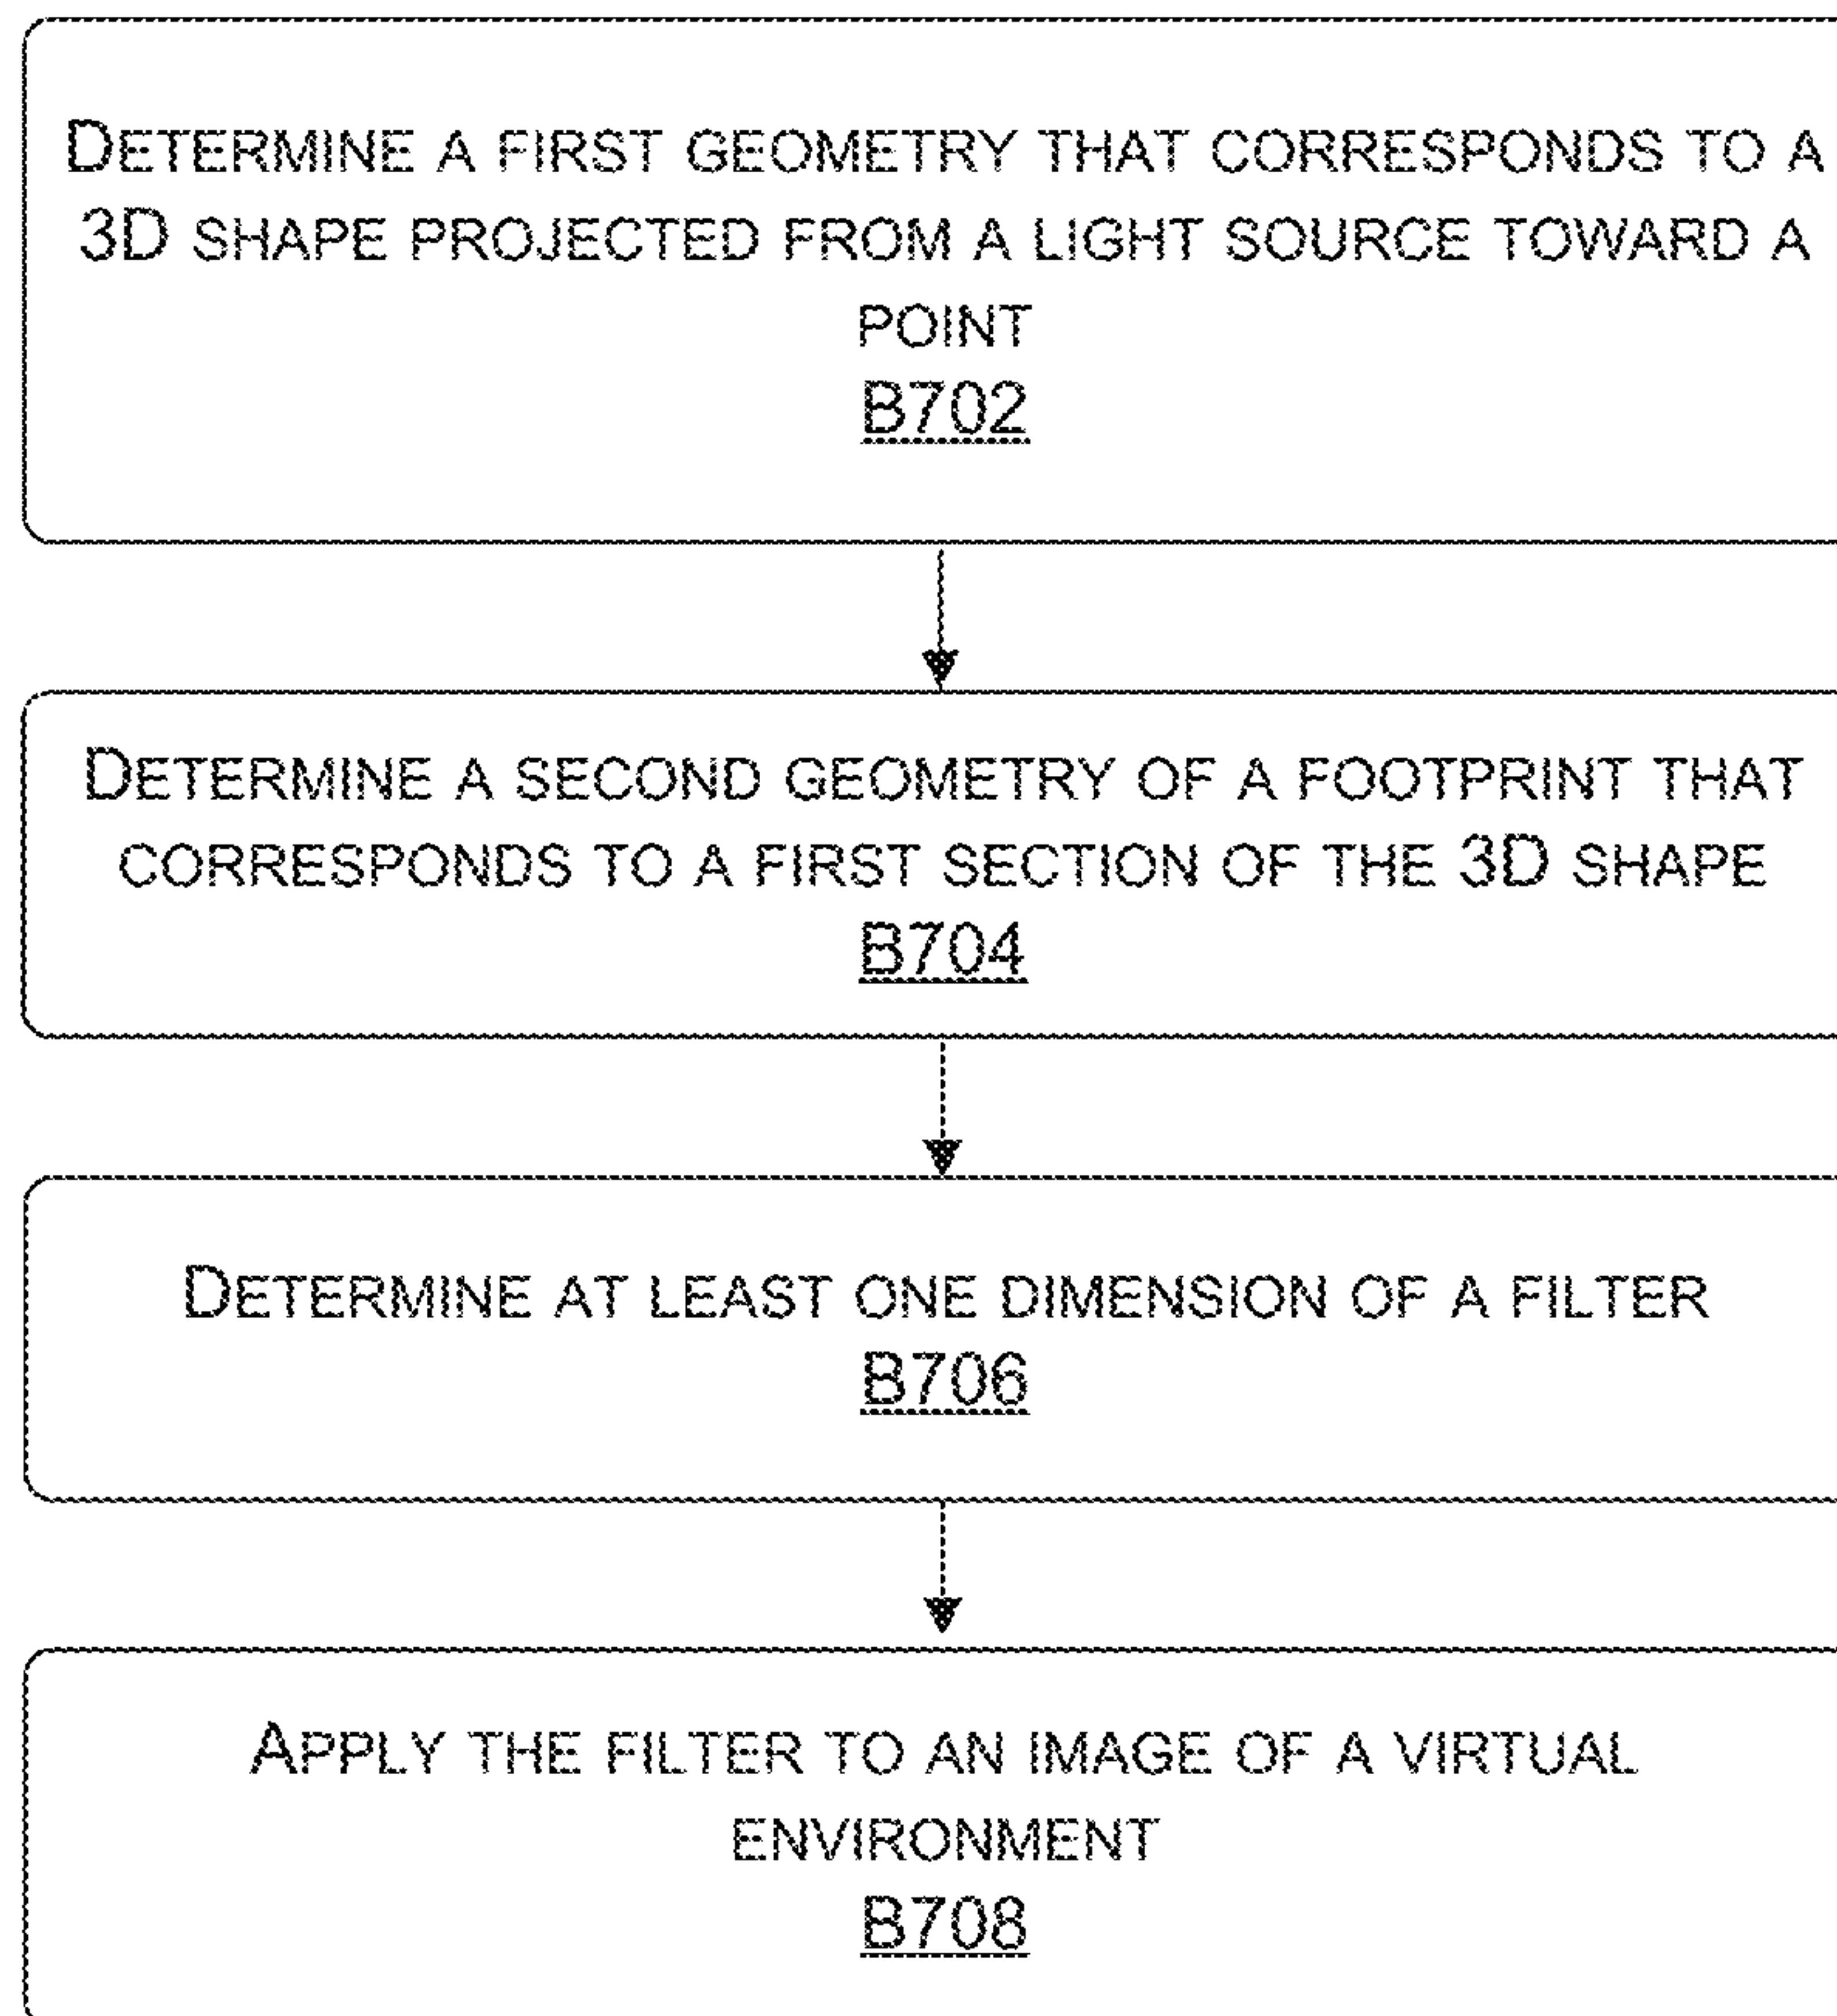 DETERMINE A FIRST GEOMETRY THAT CORRESPONDS TO A
3D SHAPE PROJECTED FROM A LIGHT SOURCE TOWARD A
POINT
B702
DETERMINE A SECOND GEOMETRY OF A FOOTPRINT THAT
CORRESPONDS TO A FIRST SECTION OF THE 3D SHAPE
B704
DETERMINE AT LEAST ONE DIMENSION OF A FILTER
B706
APPLY THE FILTER TO AN IMAGE OF A VIRTUAL
ENVIRONMENT
B708